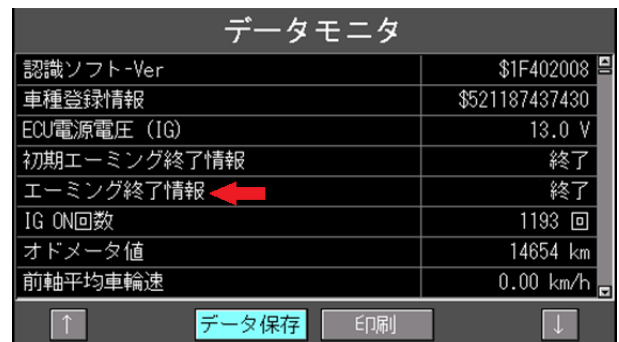 データモニタ
認識ソフト-Ver $1F402008
車種登録情報 $521187437430
ECU電源電圧（IG） 13.0 V
初期エーミング終了情報 終了
エーミング終了情報 終了
IG ON回数 1193 回
オドメータ値 14654 km
前軸平均車輪速 0.00 km/h
↑ データ保存 印刷 ↓